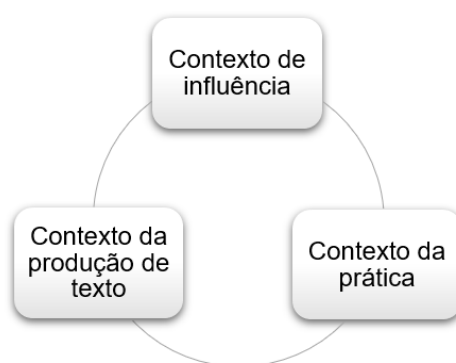 Contexto de
influência
Contexto da
produção de
texto
Contexto da
prática